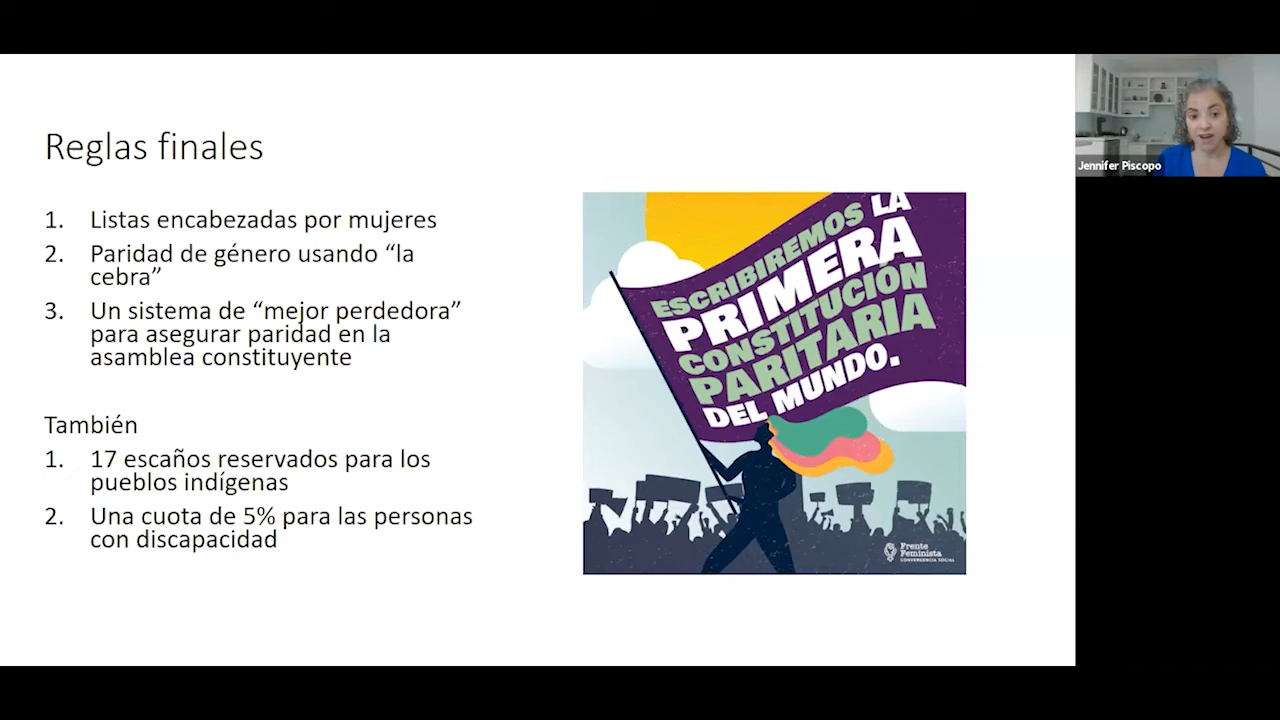 Reglas finales
1. Listas encabezadas por mujeres
2. Paridad de género usando “la
cebra”
3. Un sistema de “mejor perdedora”
para asegurar paridad en la
asamblea constituyente
También
1. 17 escaños reservados para los
pueblos indígenas
2. Una cuota de 5% para las personas
con discapacidad
ESCRIBIREMOS LA
PRIMERA
CONSTITUCIÓN
PARITARIA
DEL MUNDO.
Frente
Feminista
CONVERGENCIA SOCIAL
Jennifer Piscopo